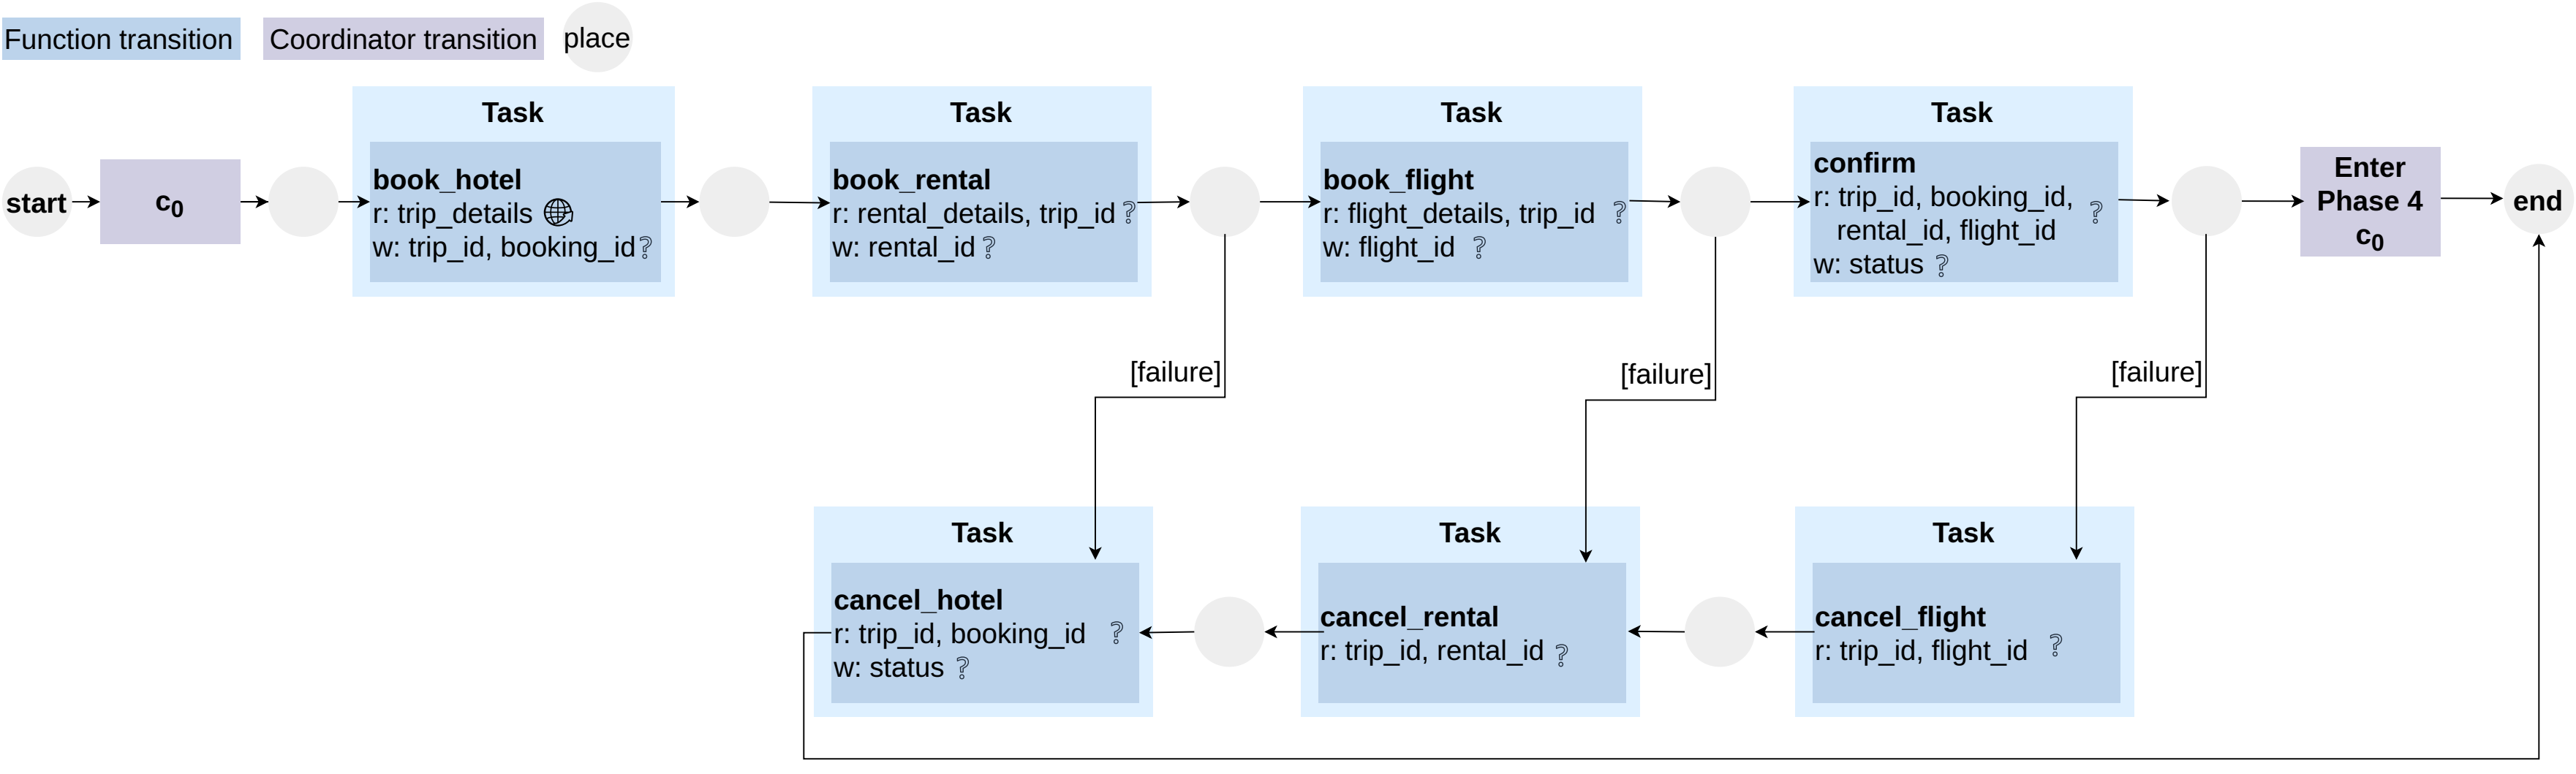 Function transition
Coordinator transition
place
start
c0
Task
book_hotel
r: trip_details
w: trip_id, booking_id?
Task
book_rental
r: rental_details, trip_id?
w: rental_id?
Task
book_flight
r: flight_details, trip_id ?
w: flight_id ?
Task
confirm
r: trip_id, booking_id, ?
rental_id, flight_id
w: status ?
Enter
Phase 4
c0
end
[failure]
[failure]
[failure]
Task
cancel_hotel
r: trip_id, booking_id ?
w: status ?
Task
cancel_rental
r: trip_id, rental_id ?
Task
cancel_flight
r: trip_id, flight_id ?